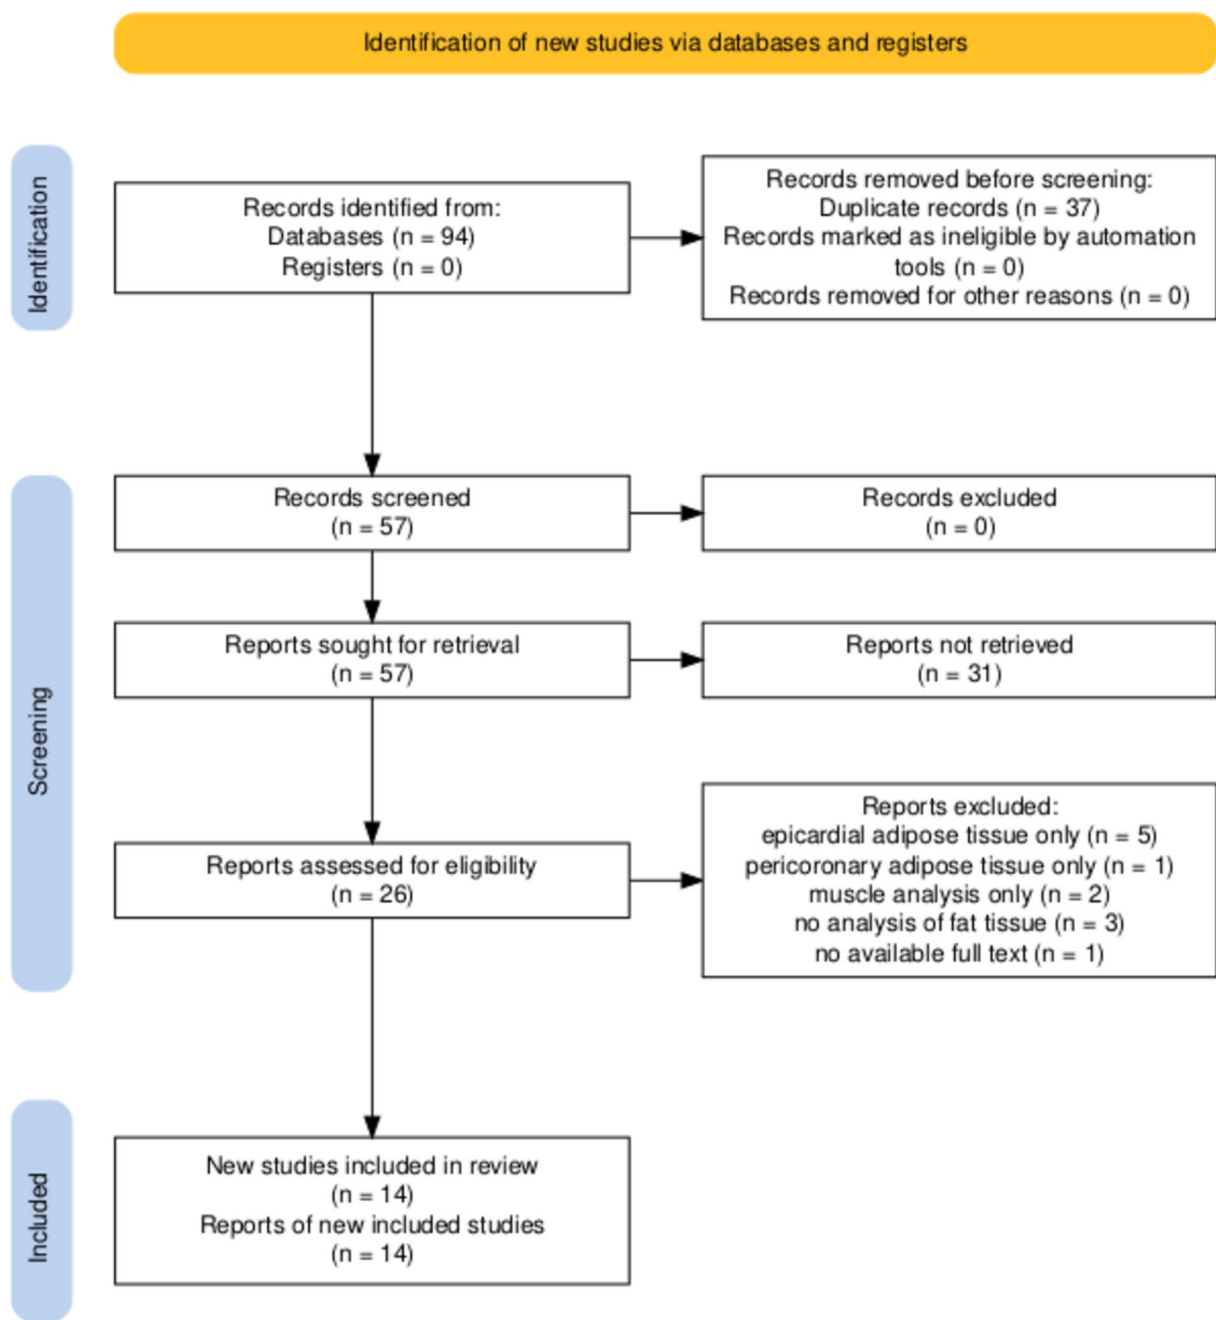 Identification of new studies via databases and registers
Identification
Records identified from:
Databases (n = 94)
Registers (n = 0)
Records removed before screening:
Duplicate records (n = 37)
Records marked as ineligible by automation
tools (n = 0)
Records removed for other reasons (n = 0)
Screening
Records screened
(n = 57)
Records excluded
(n = 0)
Reports sought for retrieval
(n = 57)
Reports not retrieved
(n = 31)
Reports assessed for eligibility
(n = 26)
Reports excluded:
epicardial adipose tissue only (n = 5)
pericoronary adipose tissue only (n = 1)
muscle analysis only (n = 2)
no analysis of fat tissue (n = 3)
no available full text (n = 1)
Included
New studies included in review
(n = 14)
Reports of new included studies
(n = 14)